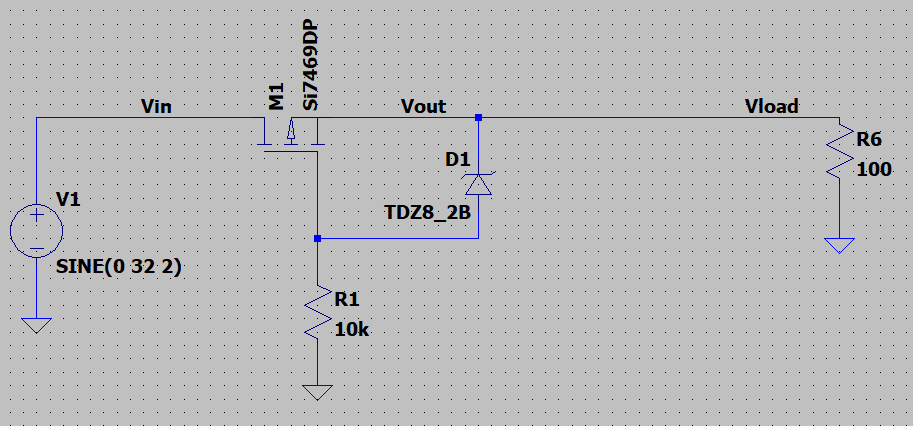 Si7469DP
M1
Vin
Vout
Vload
R6
100
D1
TDZ8_2B
V1
SINE(0 32 2)
R1
10k